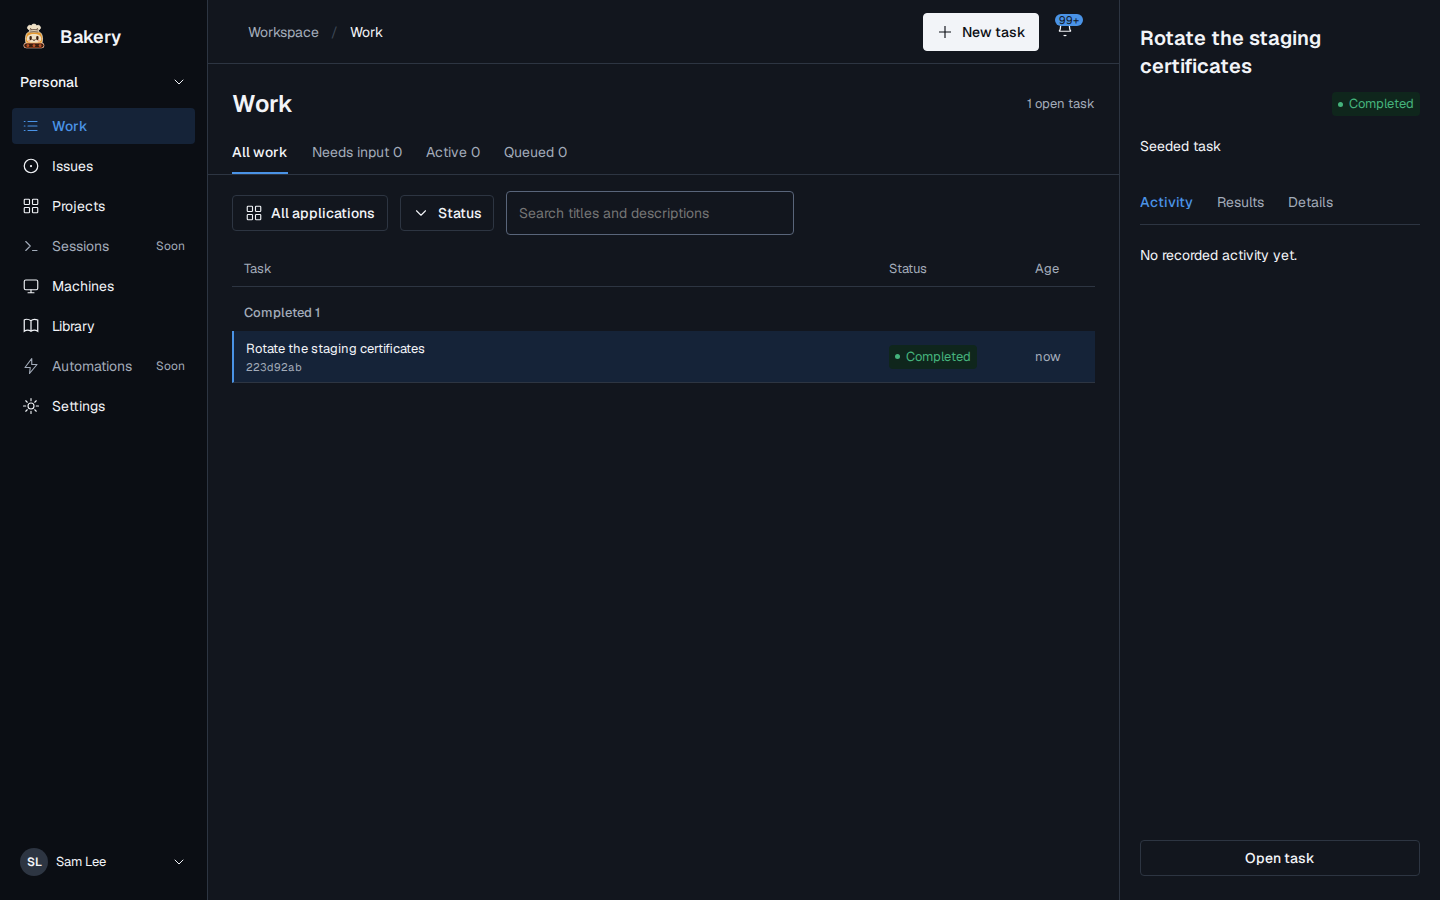 Bakery
Personal
Work
Issues
Projects
Sessions Soon
Machines
Library
Automations Soon
Settings
SL Sam Lee
Workspace / Work
New task
99+
Work
1 open task
All work Needs input 0 Active 0 Queued 0
All applications Status Search titles and descriptions
Task Status Age
Completed 1
Rotate the staging certificates
223d92ab
Completed
now
Rotate the staging
certificates
Completed
Seeded task
Activity Results Details
No recorded activity yet.
Open task